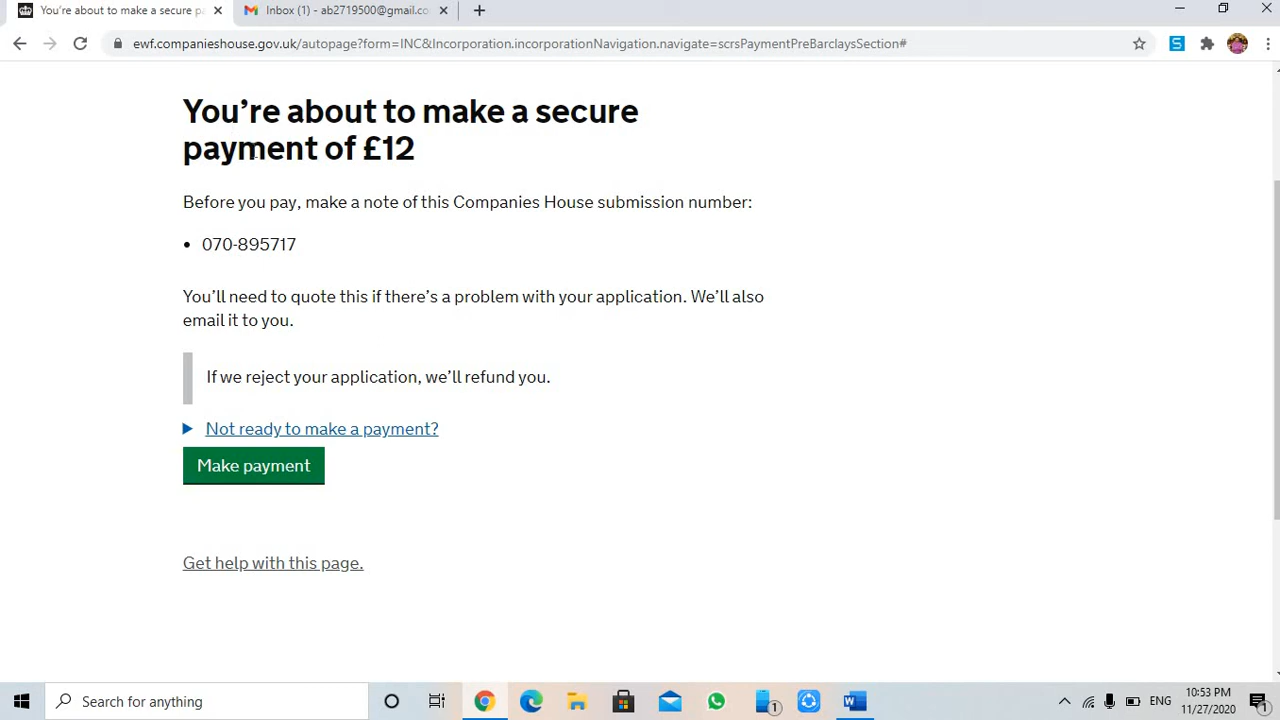 You're about to make a secure pa
Inbox (1) - ab2719500@gmail.co
ewf.companieshouse.gov.uk/autopage?form=INC&Incorporation.incorporationNavigation.navigate=scrsPaymentPreBarclaysSection#
S
You’re about to make a secure
payment of £12
Before you pay, make a note of this Companies House submission number:
• 070-895717
You’ll need to quote this if there’s a problem with your application. We’ll also
email it to you.
If we reject your application, we’ll refund you.
Not ready to make a payment?
Make payment
Get help with this page.
Search for anything
1
W
ENG
10:53 PM
11/27/2020
1